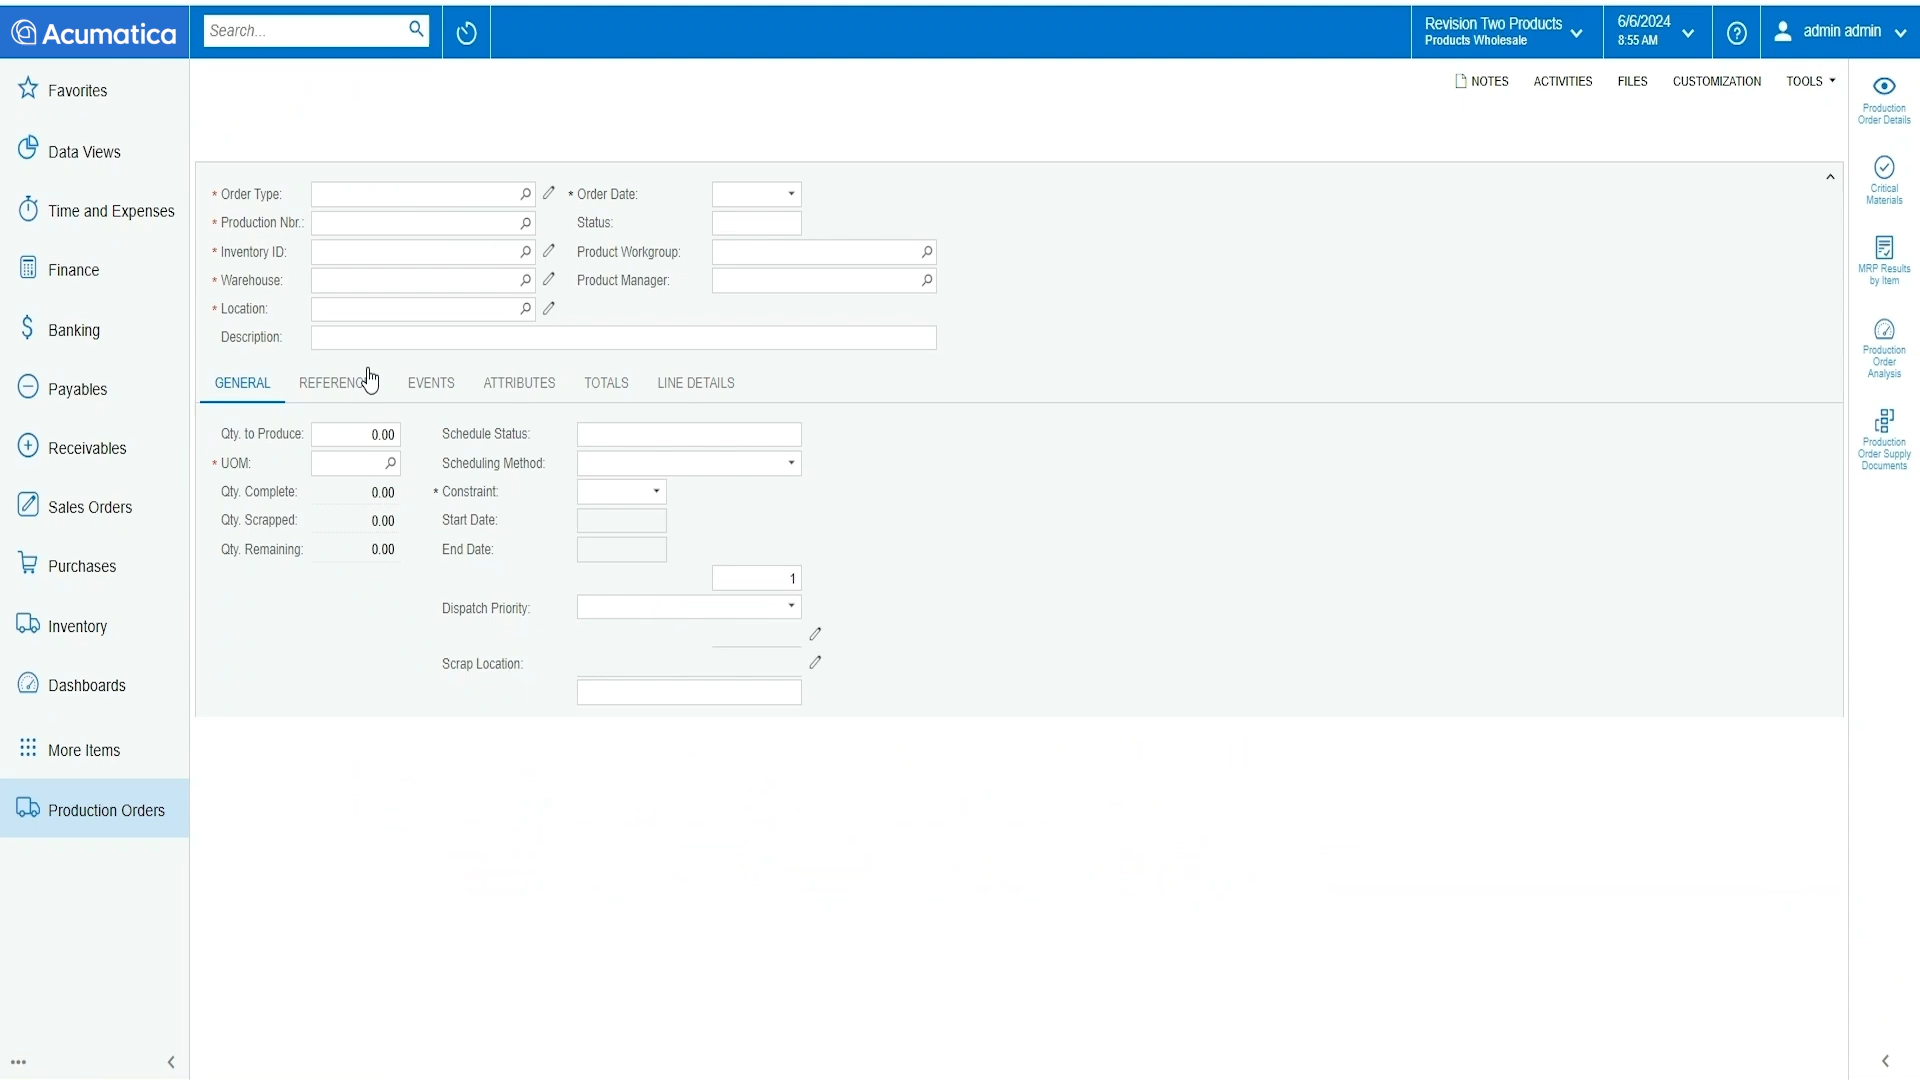 Acumatica
Search...
Revision Two Products
Products Wholesale
6/6/2024
8:55 AM
admin admin
Favorites
Data Views
Time and Expenses
Finance
Banking
Payables
Receivables
Sales Orders
Purchases
Inventory
Dashboards
More Items
Production Orders
NOTES
ACTIVITIES
FILES
CUSTOMIZATION
TOOLS
* Order Type:
* Production Nbr.:
* Inventory ID:
* Warehouse:
* Location:
Description:
* Order Date:
Status:
Product Workgroup:
Product Manager:
GENERAL
REFERENC
EVENTS
ATTRIBUTES
TOTALS
LINE DETAILS
Qty. to Produce: 0.00
* UOM:
Qty. Complete: 0.00
Qty. Scrapped: 0.00
Qty. Remaining: 0.00
Schedule Status:
Scheduling Method:
* Constraint:
Start Date:
End Date:
1
Dispatch Priority:
Scrap Location:
Production
Order Details
Critical
Materials
MRP Results
by Item
Production
Order
Analysis
Production
Order Supply
Documents